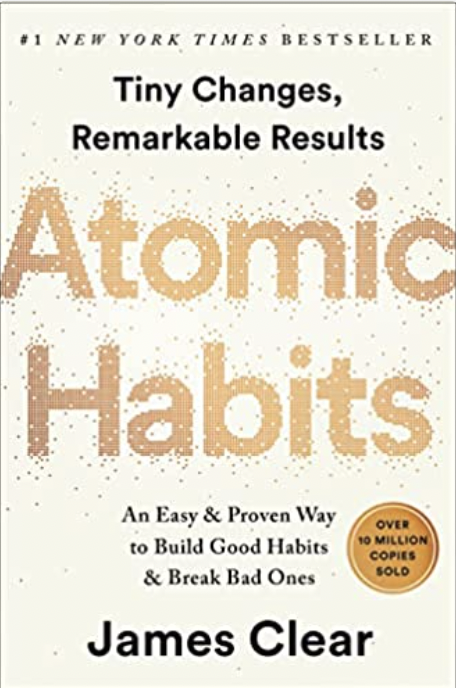 #1 NEW YORK TIMES BESTSELLER
Tiny Changes,
Remarkable Results
Atomic
Habits
An Easy & Proven Way
to Build Good Habits
& Break Bad Ones
OVER
10 MILLION
COPIES
SOLD
James Clear